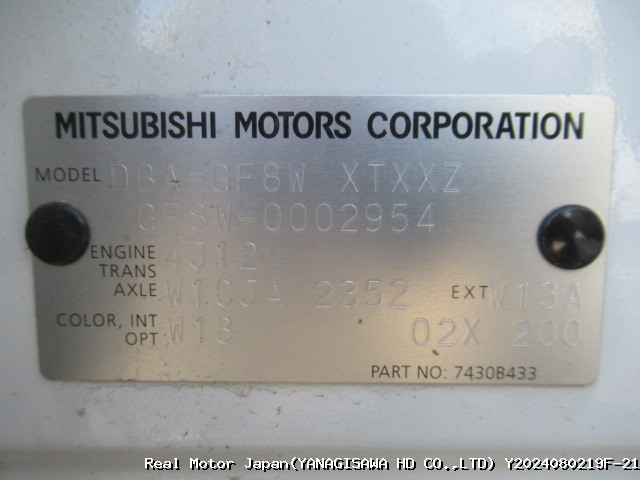 MITSUBISHI MOTORS CORPORATION
MODEL DBA-GF8W XTXXZ
GF8W-0002954
ENGINE 4J12
TRANS
AXLE W1CJA 2352 EXT W13A
COLOR, INT W13 02X 200
OPT
PART NO: 7430B433
Real Motor Japan(YANAGISAWA HD CO.,LTD) Y2024080219F-21